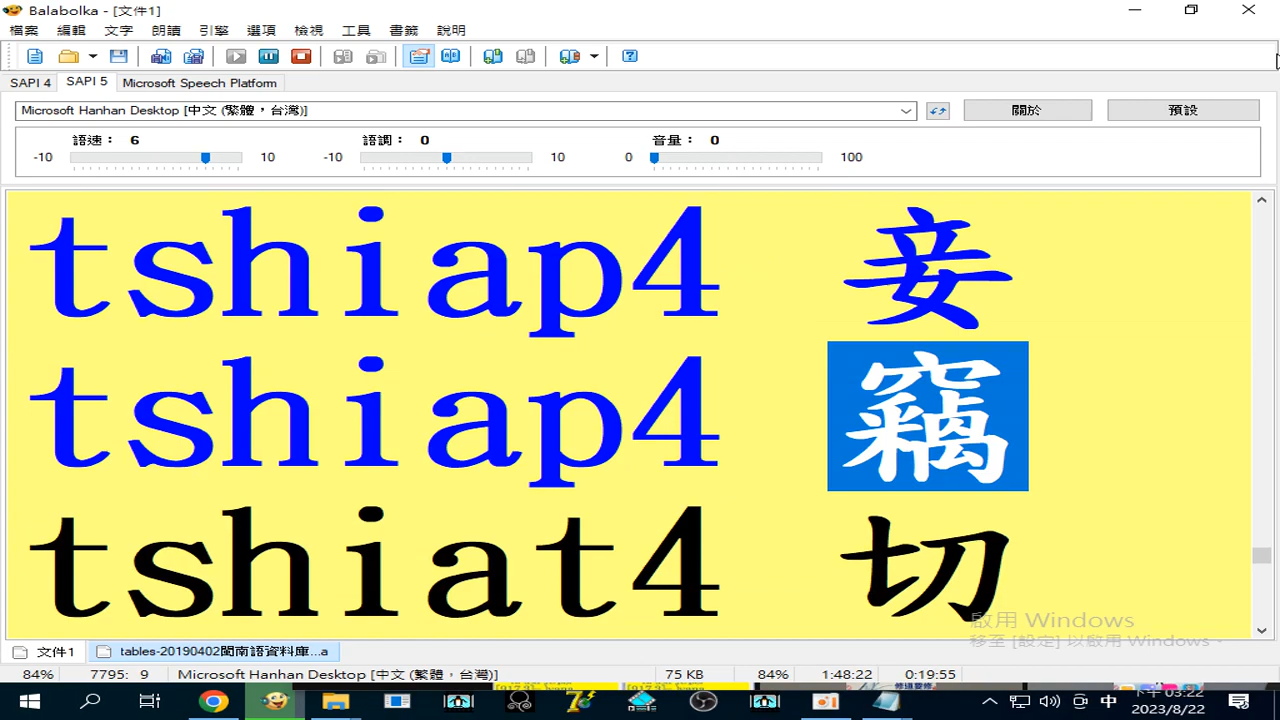 Balabolka - [文件1]
檔案 編輯 文字 朗讀 引擎 選項 檢視 工具 書籤 說明
SAPI 4 SAPI 5 Microsoft Speech Platform
Microsoft Hanhan Desktop [中文 (繁體，台灣)] 關於 預設
語速： 6 語調： 0 音量： 0
-10 10 -10 10 0 100
tshiap4 妾
tshiap4 竊
tshiat4 切
啟用 Windows
移至 [設定] 以啟用 Windows。
文件1 tables-20190402閩南語資料庫...a
84% 7795: 9 Microsoft Hanhan Desktop [中文 (繁體，台灣)] 75 KB 84% 1:48:22 0:19:55
中 下午 03:22
2023/8/22